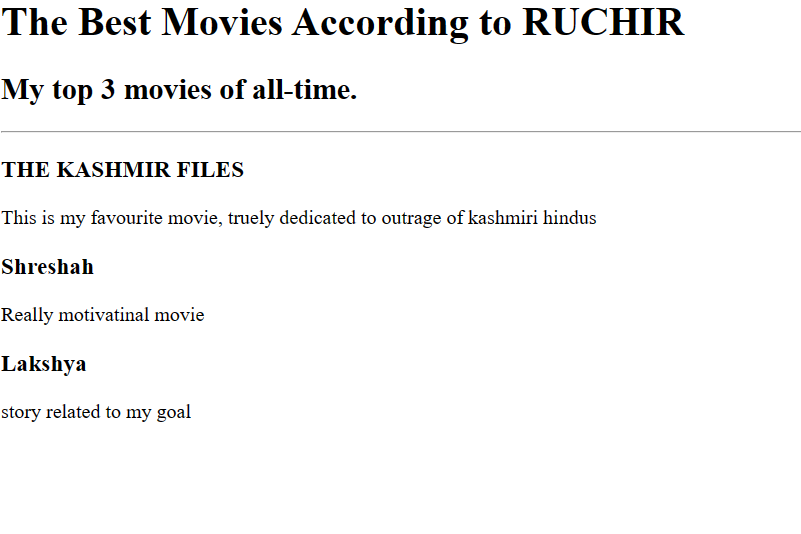 The Best Movies According to RUCHIR
My top 3 movies of all-time.
THE KASHMIR FILES
This is my favourite movie, truely dedicated to outrage of kashmiri hindus
Shreshah
Really motivatinal movie
Lakshya
story related to my goal